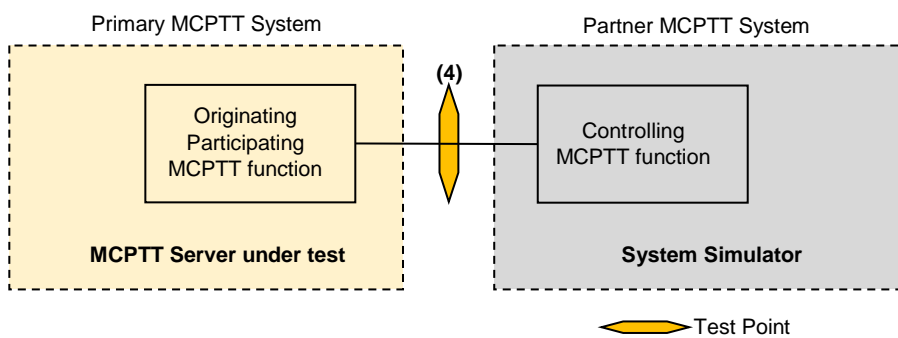 Primary MCPTT System
Partner MCPTT System
(4)
Originating
Participating
MCPTT function
Controlling
MCPTT function
MCPTT Server under test
System Simulator
Test Point